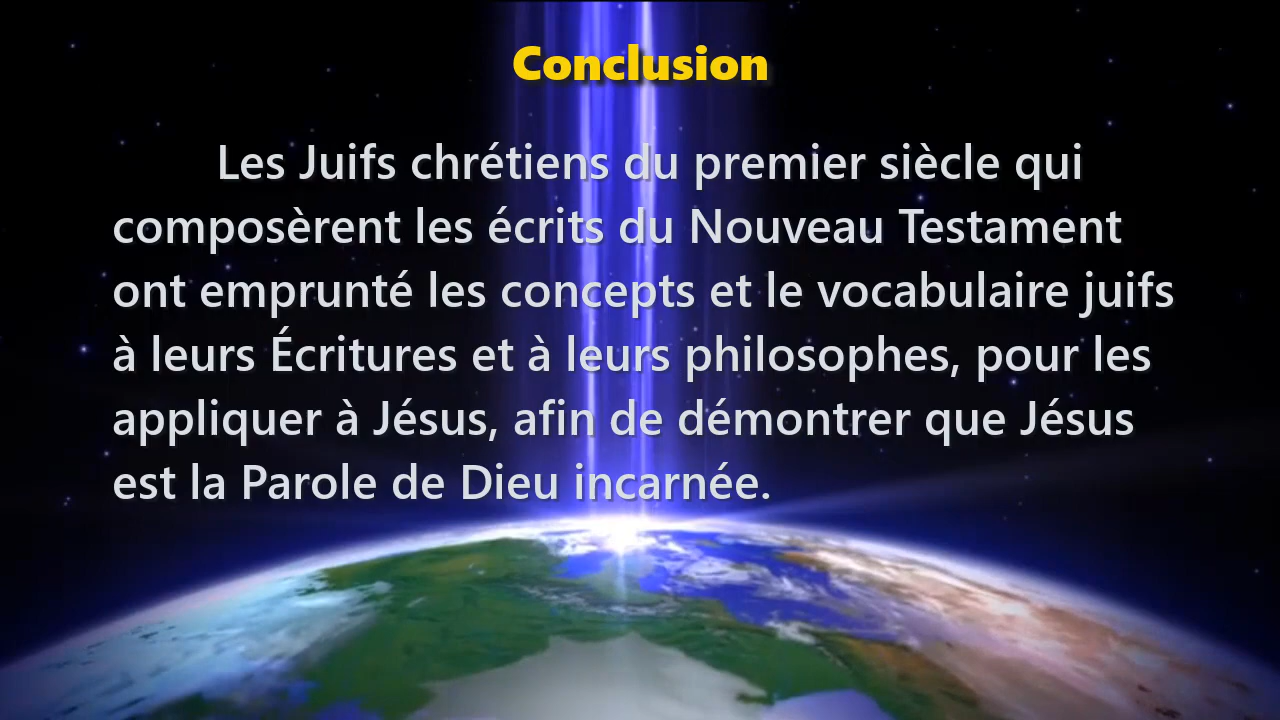 Conclusion
Les Juifs chrétiens du premier siècle qui
composèrent les écrits du Nouveau Testament
ont emprunté les concepts et le vocabulaire juifs
à leurs Écritures et à leurs philosophes, pour les
appliquer à Jésus, afin de démontrer que Jésus
est la Parole de Dieu incarnée.